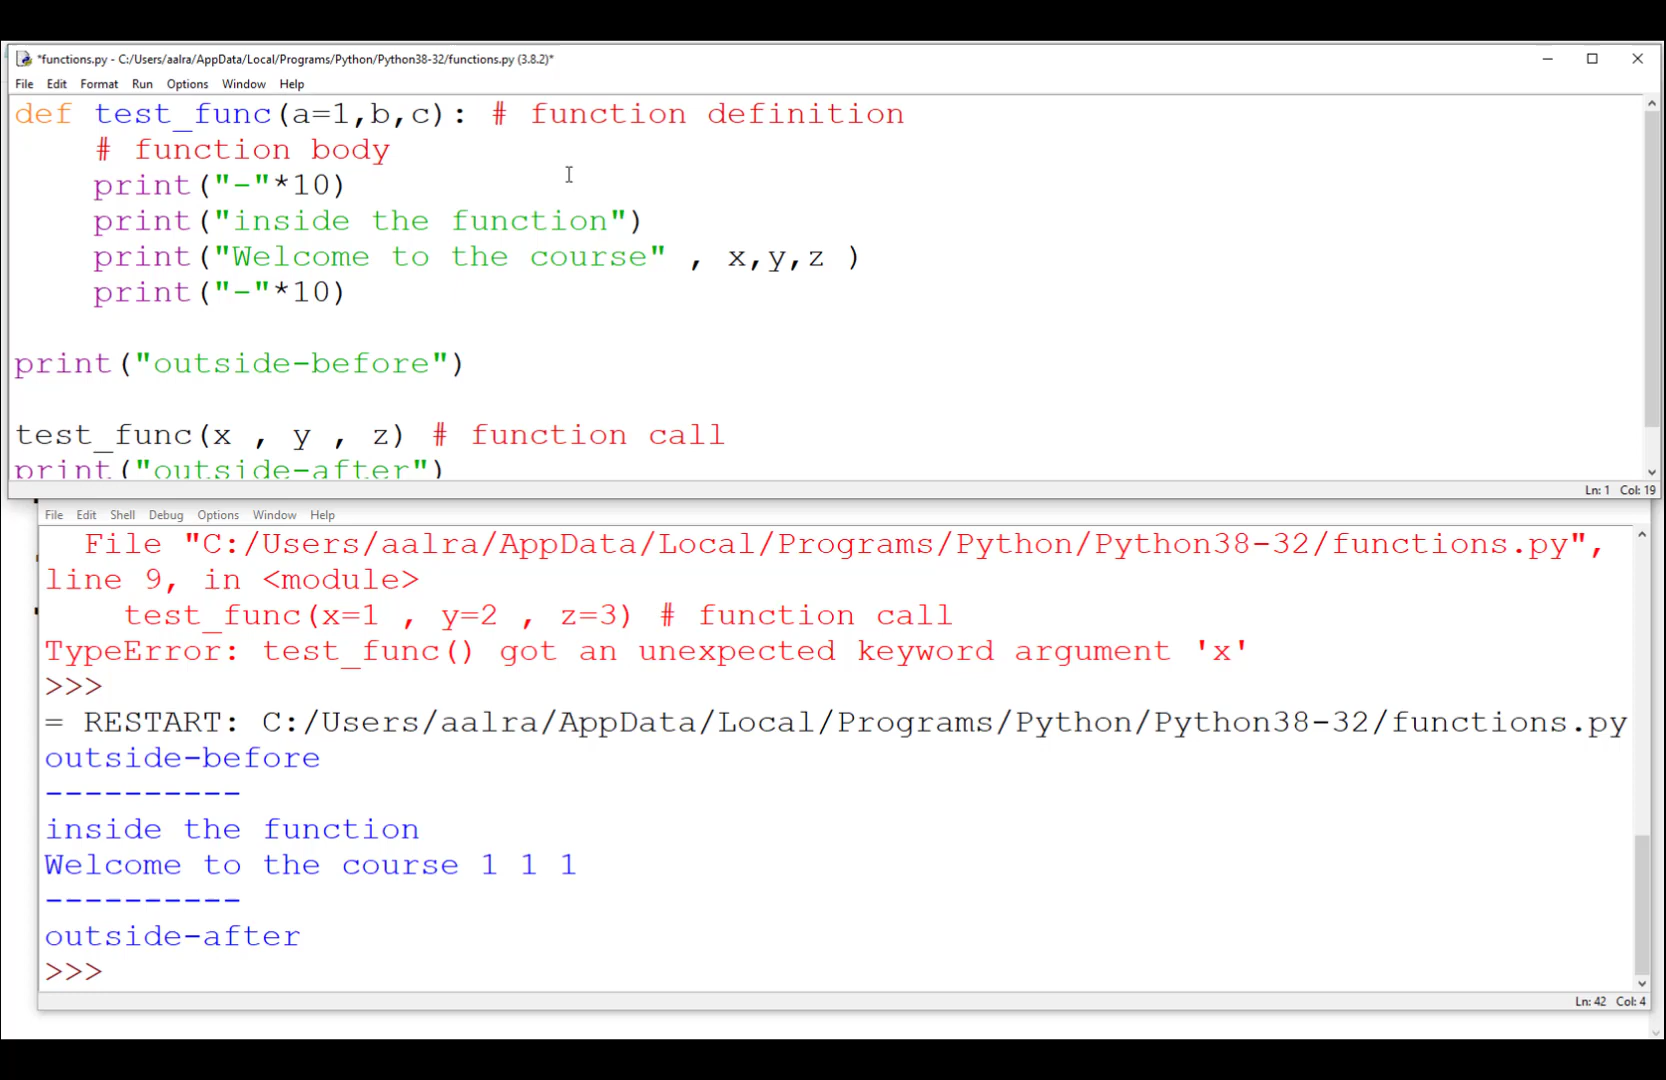 *functions.py - C:/Users/aalra/AppData/Local/Programs/Python/Python38-32/functions.py (3.8.2)*
File Edit Format Run Options Window Help
def test_func(a=1,b,c): # function definition
    # function body
    print("-"*10)
    print("inside the function")
    print("Welcome to the course" , x,y,z )
    print("-"*10)
print("outside-before")
test_func(x , y , z) # function call
print("outside-after")
Ln: 1 Col: 19
File Edit Shell Debug Options Window Help
  File "C:/Users/aalra/AppData/Local/Programs/Python/Python38-32/functions.py",
line 9, in <module>
    test_func(x=1 , y=2 , z=3) # function call
TypeError: test_func() got an unexpected keyword argument 'x'
>>>
= RESTART: C:/Users/aalra/AppData/Local/Programs/Python/Python38-32/functions.py
outside-before
----------
inside the function
Welcome to the course 1 1 1
----------
outside-after
>>>
Ln: 42 Col: 4